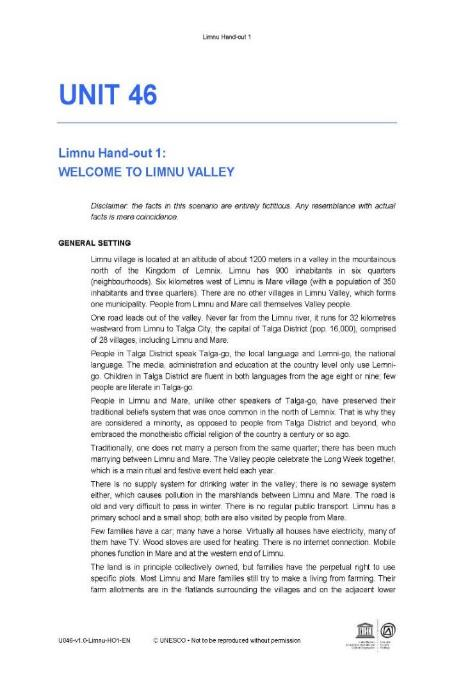 Limnu Hand-out 1
UNIT 46
Limnu Hand-out 1:
WELCOME TO LIMNU VALLEY
Disclaimer: the facts in this scenario are entirely fictitious. Any resemblance with actual
facts is mere coincidence.
GENERAL SETTING
Limnu village is located at an altitude of about 1200 meters in a valley in the mountainous
north of the Kingdom of Lemnix. Limnu has 900 inhabitants in six quarters
(neighbourhoods). Six kilometres west of Limnu is Mare village (with a population of 350
inhabitants and three quarters). There are no other villages in Limnu Valley, which forms
one municipality. People from Limnu and Mare call themselves Valley people.
One road leads out of the valley. Never far from the Limnu river, it runs for 32 kilometres
westward from Limnu to Talga City, the capital of Talga District (pop. 16,000), comprised
of 28 villages, including Limnu and Mare.
People in Talga District speak Talga-go, the local language and Lemni-go, the national
language. The media, administration and education at the country level only use Lemni-
go. Children in Talga District are fluent in both languages from the age eight or nine; few
people are literate in Talga-go.
People in Limnu and Mare, unlike other speakers of Talga-go, have preserved their
traditional beliefs system that was once common in the north of Lemnix. That is why they
are considered a minority, as opposed to people from Talga District and beyond, who
embraced the monotheistic official religion of the country a century or so ago.
Traditionally, one does not marry a person from the same quarter; there has been much
marrying between Limnu and Mare. The Valley people celebrate the Long Week together,
which is a main ritual and festive event held each year.
There is no supply system for drinking water in the valley; there is no sewage system
either, which causes pollution in the marshlands between Limnu and Mare. The road is
old and very difficult to pass in winter. There is no regular public transport. Limnu has a
primary school and a small shop; both are also visited by people from Mare.
Few families have a car; many have a horse. Virtually all houses have electricity, many of
them have TV. Wood stoves are used for heating. There is no internet connection. Mobile
phones function in Mare and at the western end of Limnu.
The land is in principle collectively owned, but families have the perpetual right to use
specific plots. Most Limnu and Mare families still try to make a living from farming. Their
farm allotments are in the flatlands surrounding the villages and on the adjacent lower
U046-v1.0-Limnu-HO1-EN © UNESCO • Not to be reproduced without permission